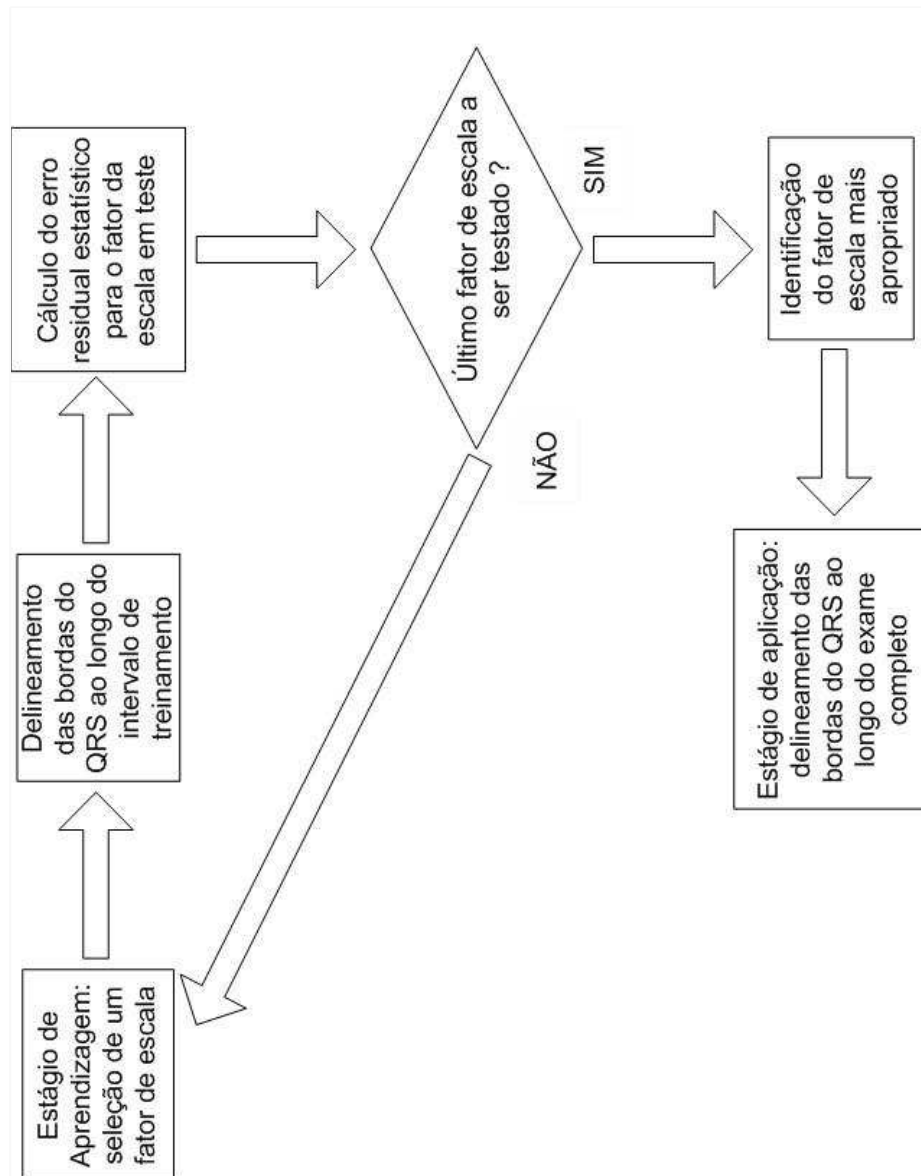 Estágio de
Aprendizagem:
seleção de um
fator de escala
Delineamento
das bordas do
QRS ao longo do
intervalo de
treinamento
Cálculo do erro
residual estatístico
para o fator da
escala em teste
Último fator de escala a
ser testado ?
NÃO
SIM
Identificação
do fator de
escala mais
apropriado
Estágio de aplicação:
delineamento das
bordas do QRS ao
longo do exame
completo